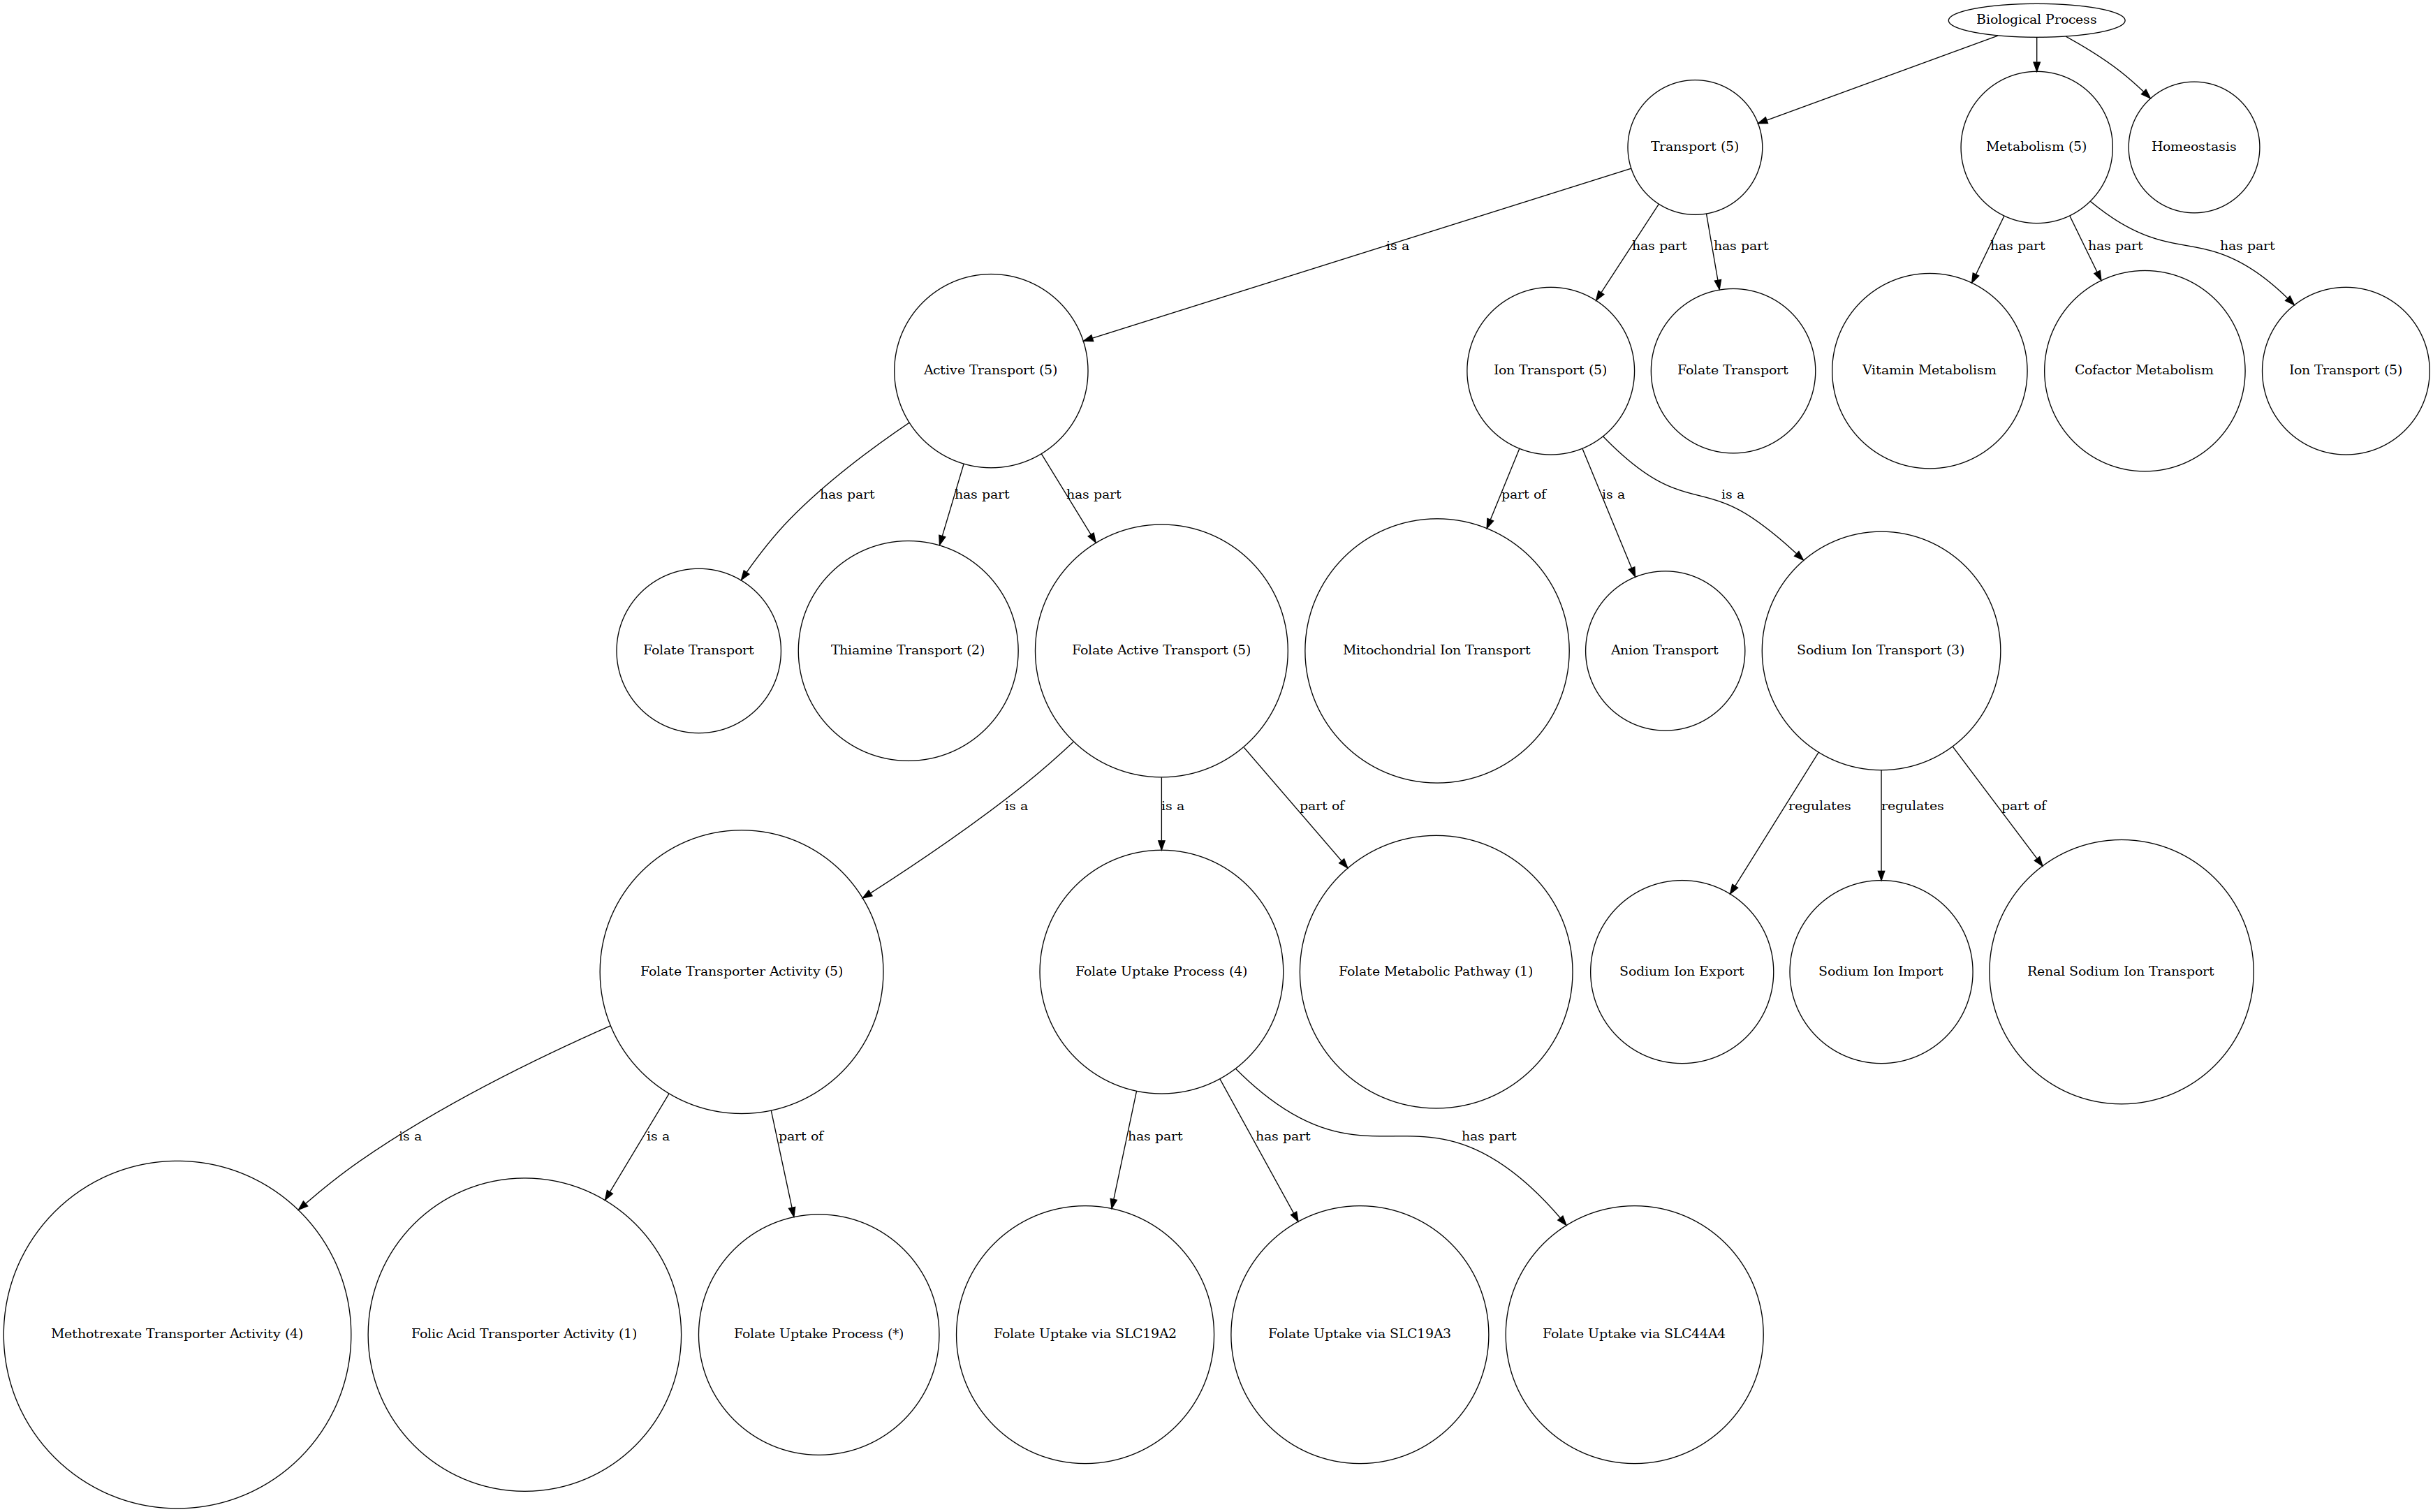 Biological Process
Transport (5)
Metabolism (5)
Homeostasis
is a
has part
has part
has part
has part
has part
Active Transport (5)
Ion Transport (5)
Folate Transport
Vitamin Metabolism
Cofactor Metabolism
Ion Transport (5)
has part
has part
has part
part of
is a
is a
Folate Transport
Thiamine Transport (2)
Folate Active Transport (5)
Mitochondrial Ion Transport
Anion Transport
Sodium Ion Transport (3)
is a
is a
part of
regulates
regulates
part of
Folate Transporter Activity (5)
Folate Uptake Process (4)
Folate Metabolic Pathway (1)
Sodium Ion Export
Sodium Ion Import
Renal Sodium Ion Transport
is a
is a
part of
has part
has part
has part
Methotrexate Transporter Activity (4)
Folic Acid Transporter Activity (1)
Folate Uptake Process (*)
Folate Uptake via SLC19A2
Folate Uptake via SLC19A3
Folate Uptake via SLC44A4